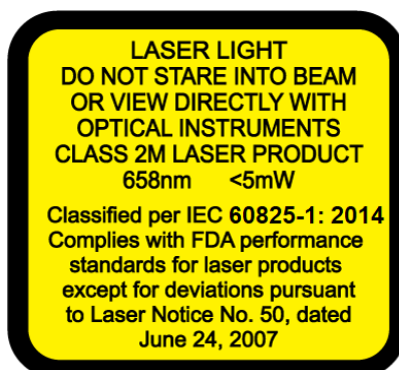 LASER LIGHT
DO NOT STARE INTO BEAM
OR VIEW DIRECTLY WITH
OPTICAL INSTRUMENTS
CLASS 2M LASER PRODUCT
658nm <5mW
Classified per IEC 60825-1: 2014
Complies with FDA performance
standards for laser products
except for deviations pursuant
to Laser Notice No. 50, dated
June 24, 2007